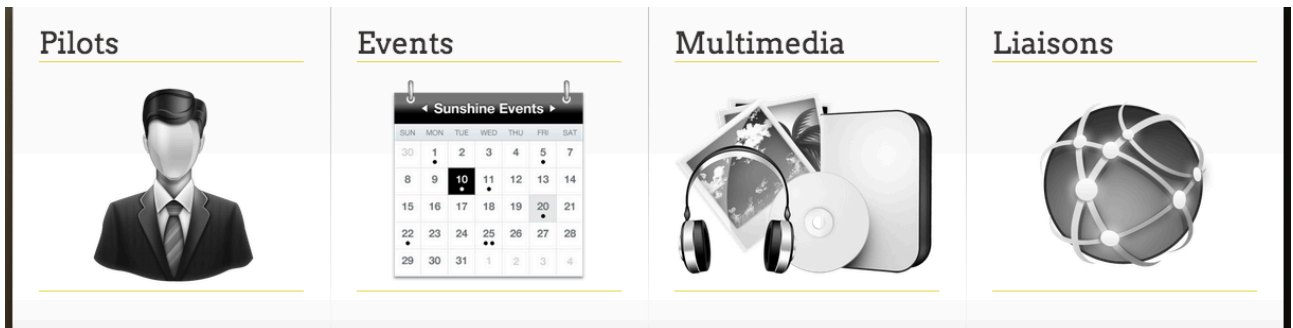 Pilots
Events
Multimedia
Liaisons
Sunshine Events
SUN MON TUE WED THU FRI SAT
30 1 2 3 4 5 7
8 9 10 11 12 13 14
15 16 17 18 19 20 21
22 23 24 25 26 27 28
29 30 31 1 2 3 4